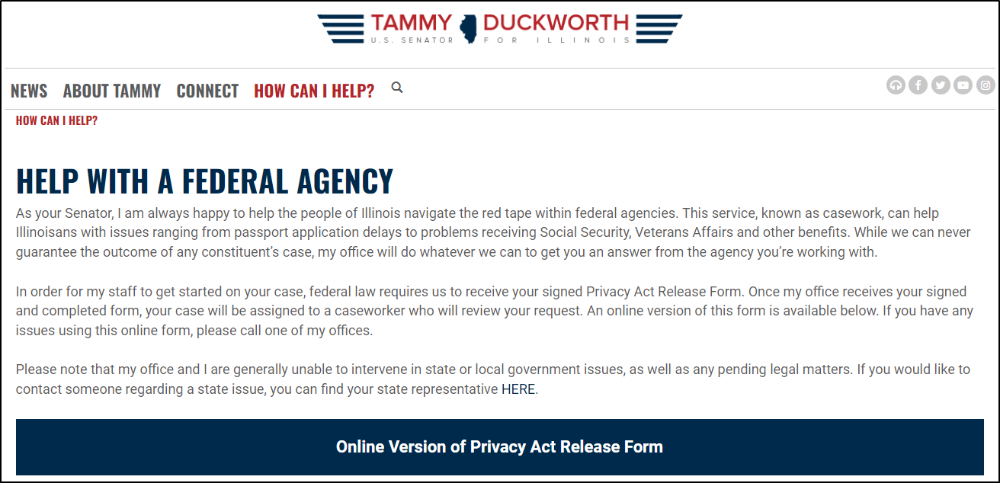 TAMMY DUCKWORTH
U.S. SENATOR FOR ILLINOIS
NEWS ABOUT TAMMY CONNECT HOW CAN I HELP?
HOW CAN I HELP?
HELP WITH A FEDERAL AGENCY
As your Senator, I am always happy to help the people of Illinois navigate the red tape within federal agencies. This service, known as casework, can help
Illinoisans with issues ranging from passport application delays to problems receiving Social Security, Veterans Affairs and other benefits. While we can never
guarantee the outcome of any constituent’s case, my office will do whatever we can to get you an answer from the agency you’re working with.
In order for my staff to get started on your case, federal law requires us to receive your signed Privacy Act Release Form. Once my office receives your signed
and completed form, your case will be assigned to a caseworker who will review your request. An online version of this form is available below. If you have any
issues using this online form, please call one of my offices.
Please note that my office and I are generally unable to intervene in state or local government issues, as well as any pending legal matters. If you would like to
contact someone regarding a state issue, you can find your state representative HERE.
Online Version of Privacy Act Release Form